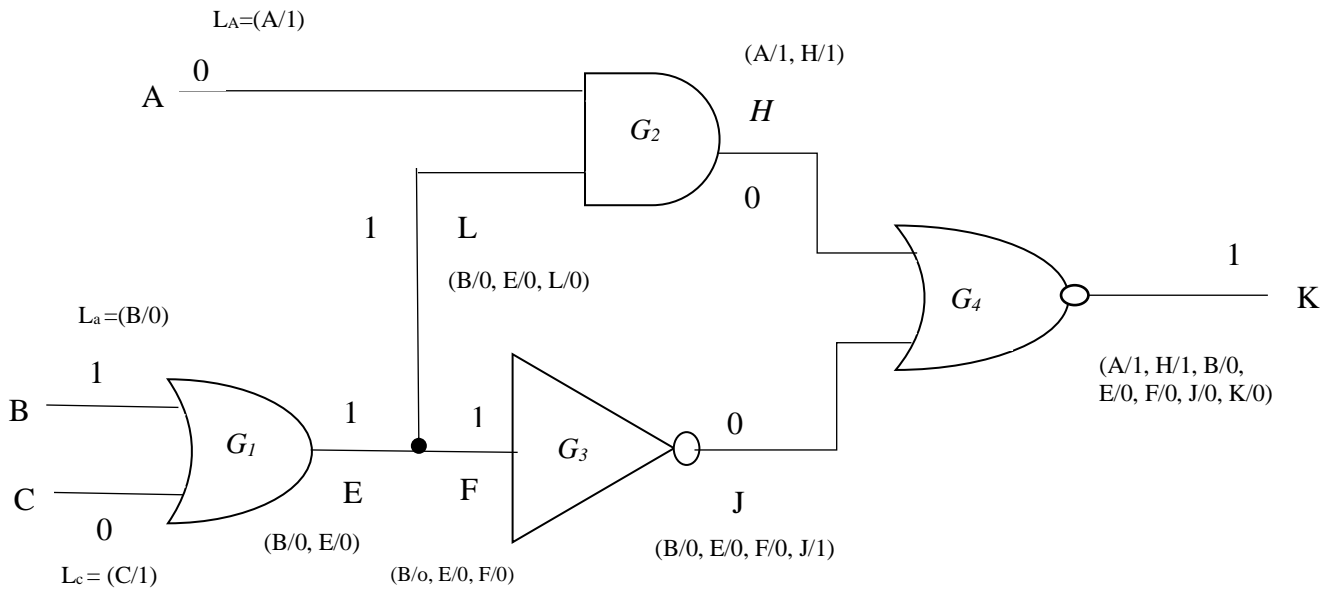 LA=(A/1)
0
A
(A/1, H/1)
H
G2
0
1
L
(B/0, E/0, L/0)
La =(B/0)
1
B
G1
1
E
(B/0, E/0)
C
0
Lc = (C/1)
1
F
(B/o, E/0, F/0)
G3
0
J
(B/0, E/0, F/0, J/1)
G4
1
K
(A/1, H/1, B/0,
E/0, F/0, J/0, K/0)